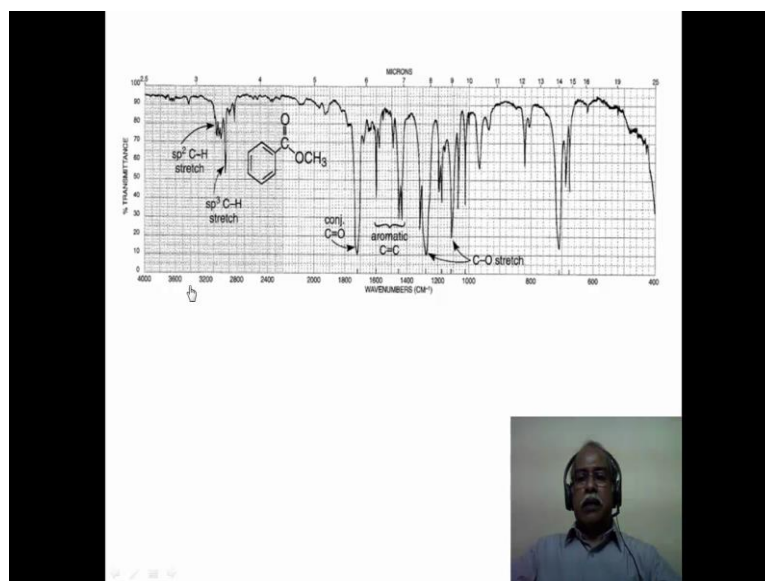 MICRONS
2.5 3 4 5 6 7 8 9 10 11 12 13 14 15 16 19 25
100
90
80
70
60
50
40
30
20
10
0
% TRANSMITTANCE
sp² C–H
stretch
sp³ C–H
stretch
O
C
OCH₃
conj.
C=O
aromatic
C=C
C–O stretch
4000 3600 3200 2800 2400 2000 1800 1600 1400 1200 1000 800 600 400
WAVENUMBERS (CM⁻¹)